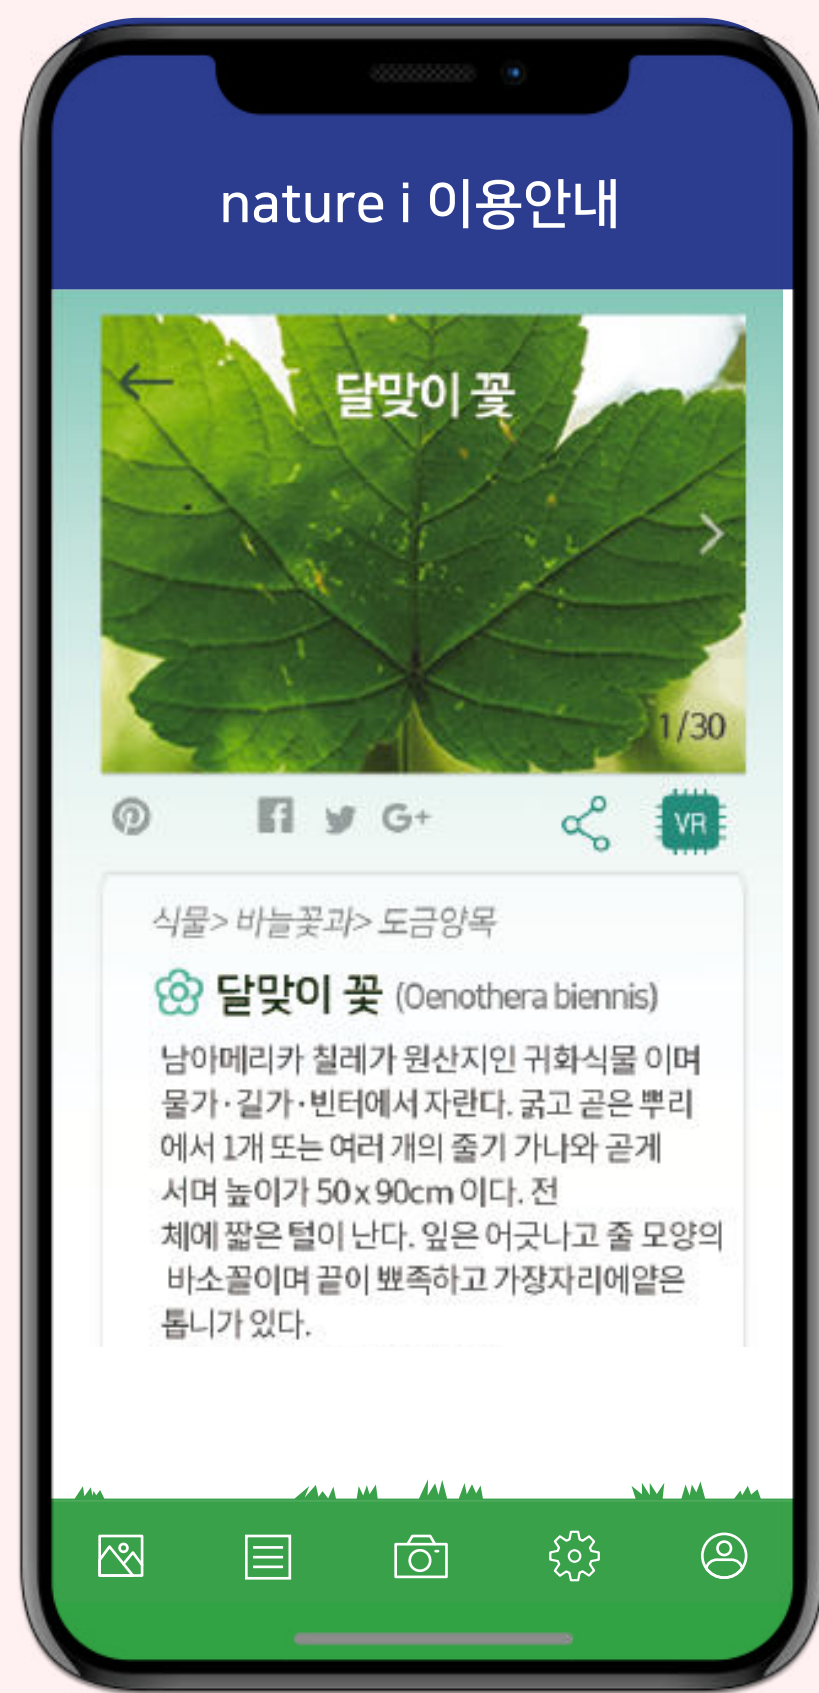 nature i 이용안내
달맞이 꽃
1/30
G+
VR
식물> 바늘꽃과> 도금양목
달맞이 꽃 (Oenothera biennis)
남아메리카 칠레가 원산지인 귀화식물 이며
물가·길가·빈터에서 자란다. 굵고 곧은 뿌리
에서 1개 또는 여러 개의 줄기 가나와 곧게
서며 높이가 50 x 90cm 이다. 전
체에 짧은 털이 난다. 잎은 어긋나고 줄 모양의
바소꼴이며 끝이 뾰족하고 가장자리에얕은
톱니가 있다.